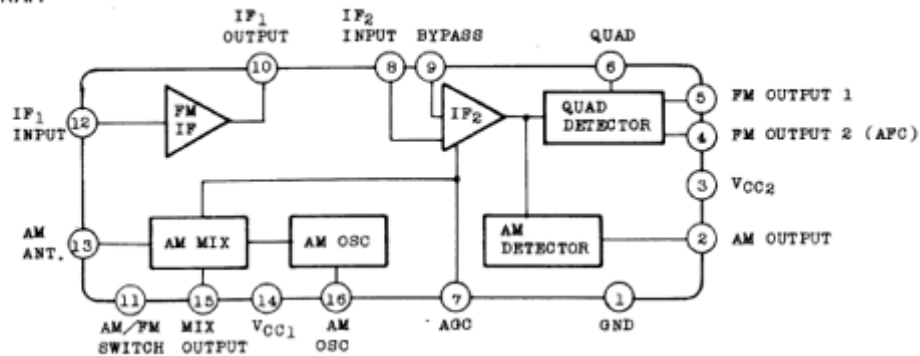 IF1 OUTPUT
IF2 INPUT
BYPASS
QUAD
10
8
9
6
IF1 INPUT
12
FM IF
IF2
QUAD DETECTOR
5
FM OUTPUT 1
4
FM OUTPUT 2 (AFC)
3
VCC2
AM ANT.
13
AM MIX
AM OSC
AM DETECTOR
2
AM OUTPUT
11
15
14
16
7
1
AM/FM SWITCH
MIX OUTPUT
VCC1
AM OSC
AGC
GND